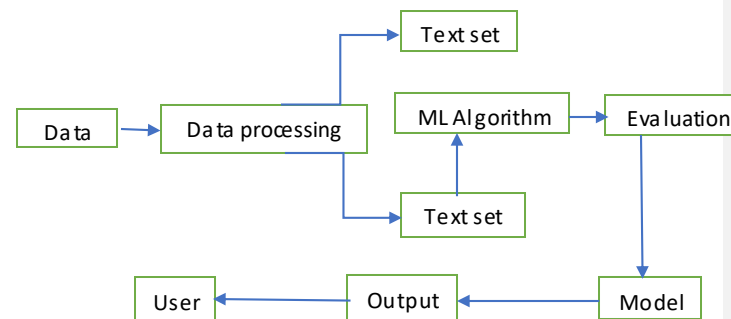 Text set
ML Algorithm
Evaluation
Data
Data processing
Text set
User
Output
Model